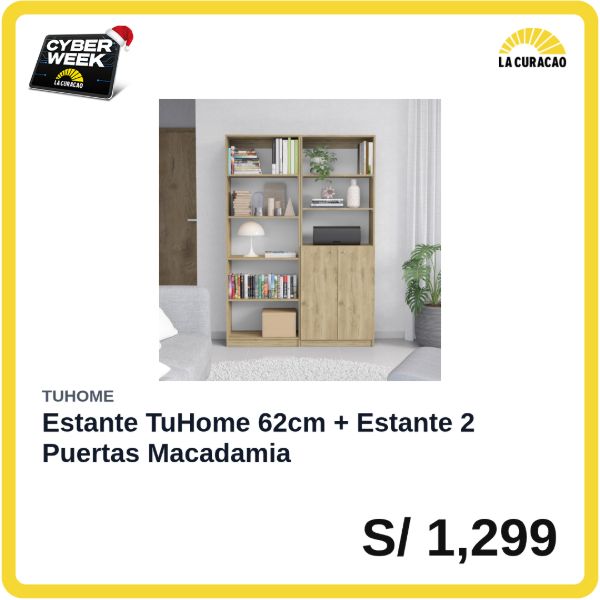 CYBER
WEEK
LA CURACAO
LA CURACAO
TUHOME
Estante TuHome 62cm + Estante 2
Puertas Macadamia
S/ 1,299